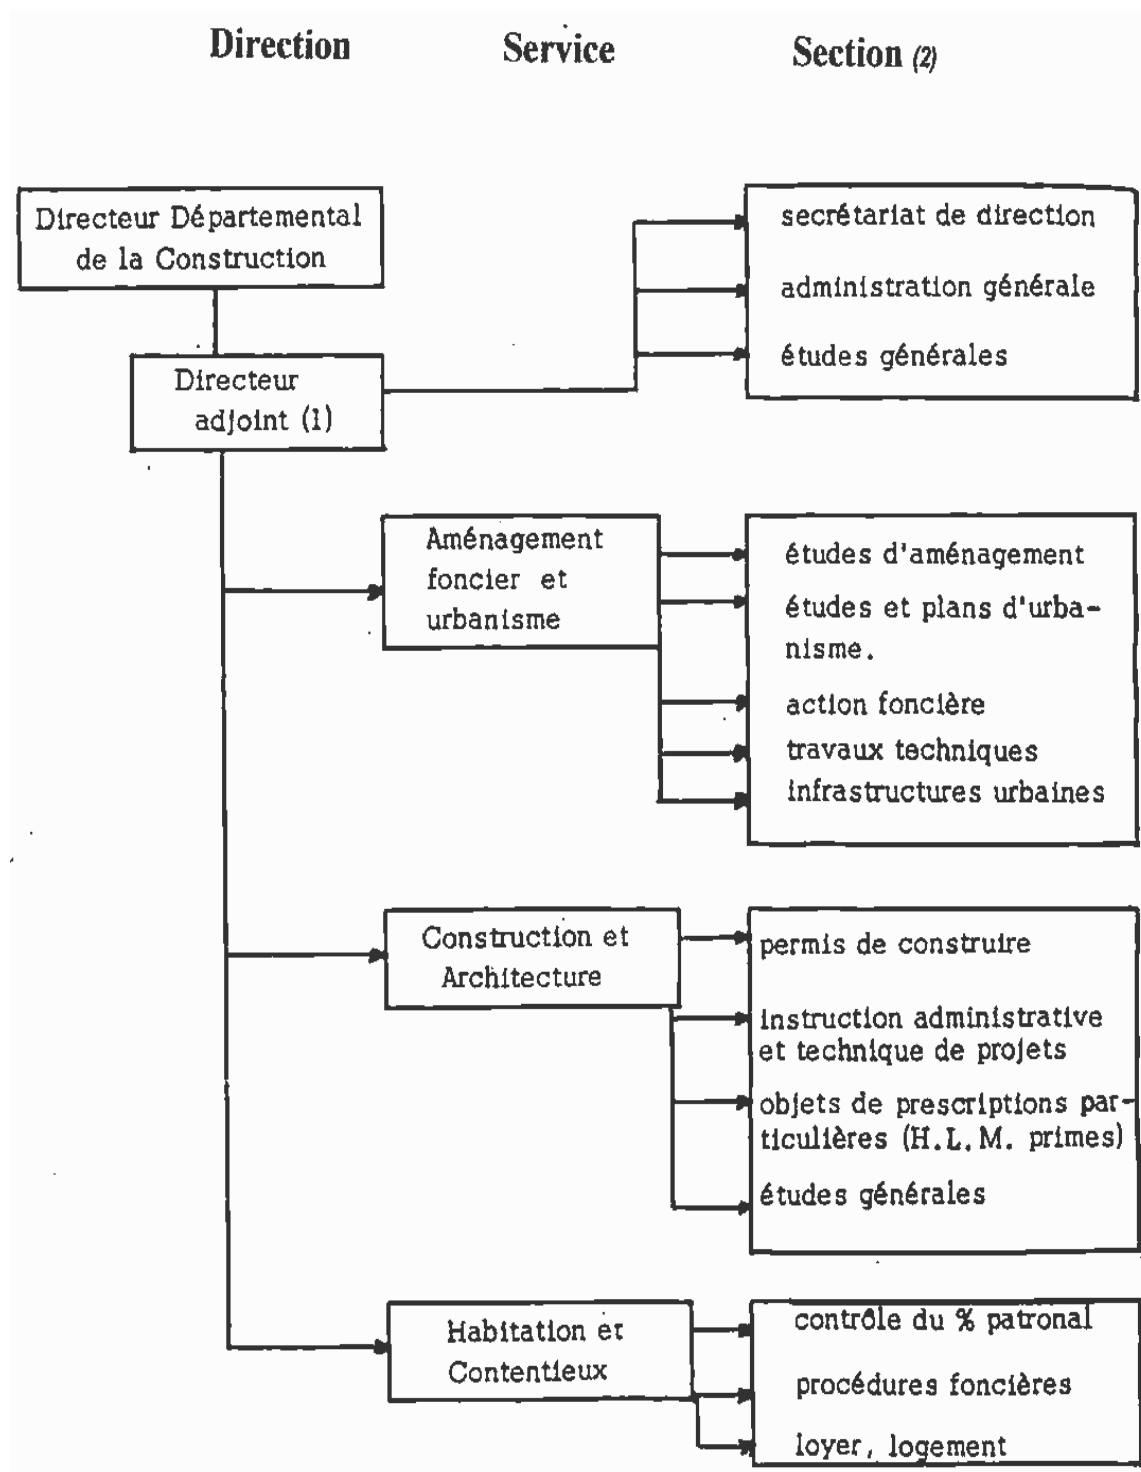 Direction Service Section (2)
Directeur Départemental
de la Construction
Directeur
adjoint (1)
secrétariat de direction
administration générale
études générales
Aménagement
foncier et
urbanisme
études d'aménagement
études et plans d'urba-
nisme.
action foncière
travaux techniques
infrastructures urbaines
Construction et
Architecture
permis de construire
instruction administrative
et technique de projets
objets de prescriptions par-
ticulières (H.L.M. primes)
études générales
Habitation et
Contentieux
contrôle du % patronal
procédures foncières
loyer, logement